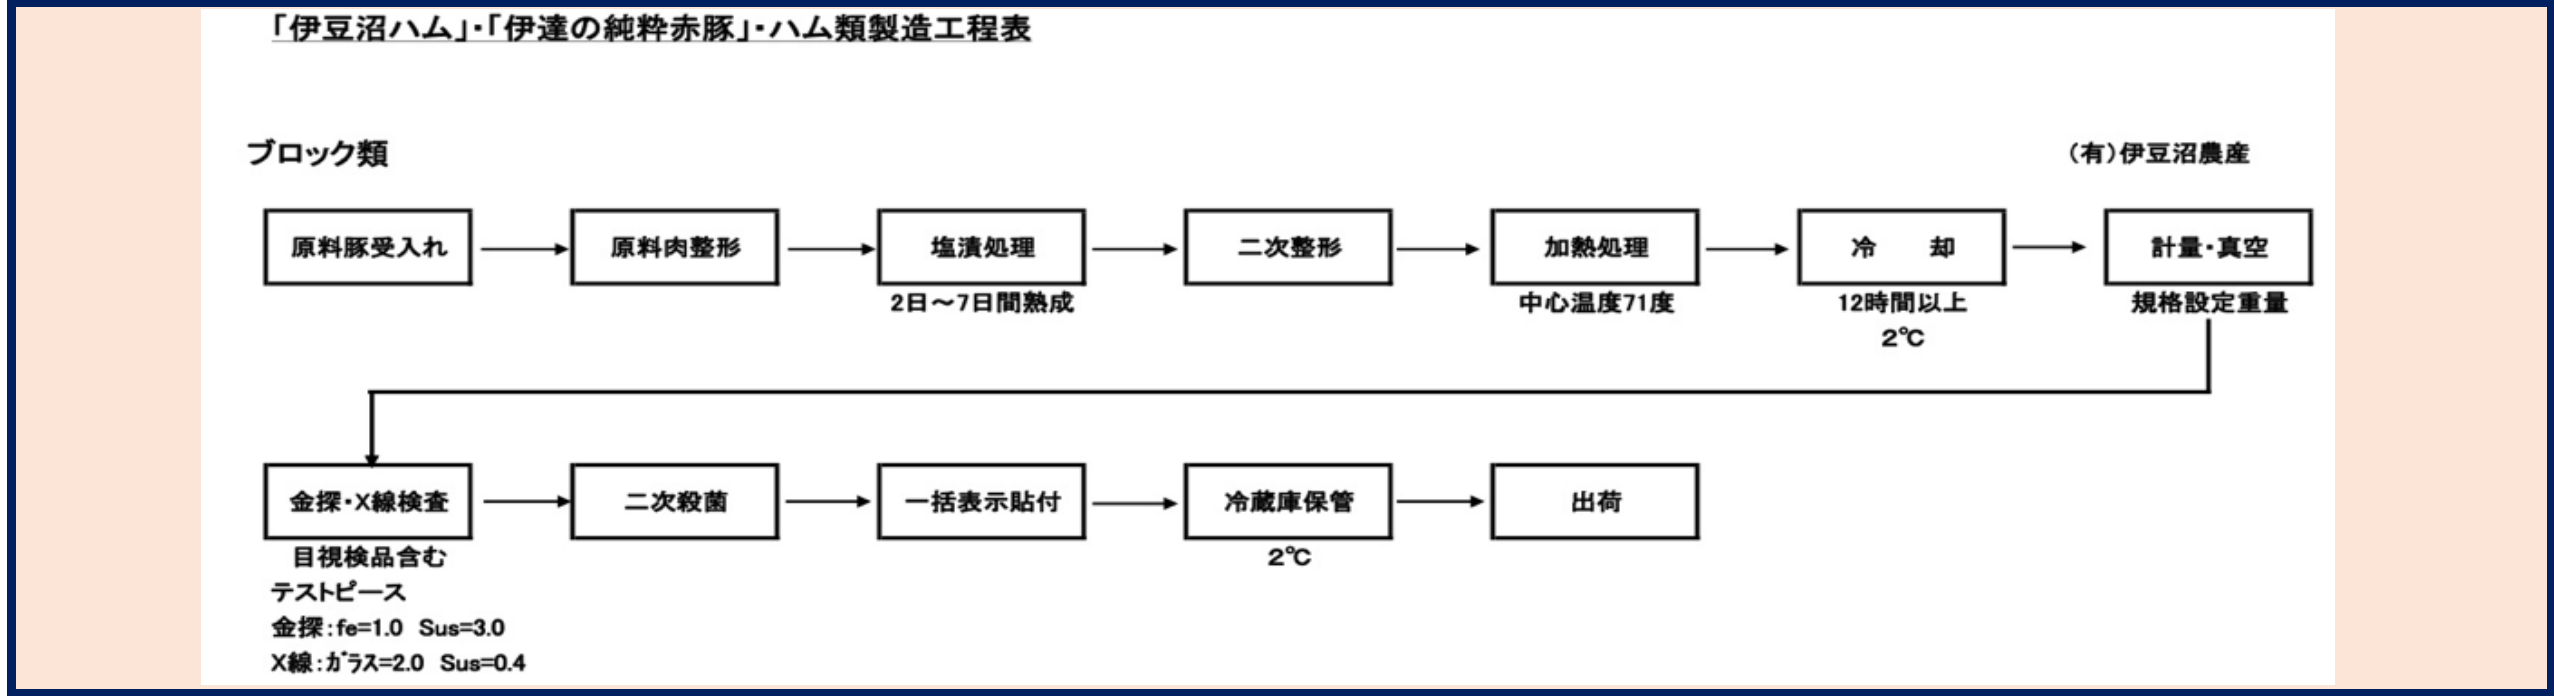 「伊豆沼ハム」・「伊達の純粋赤豚」・ハム類製造工程表
ブロック類
(有)伊豆沼農産
原料豚受入れ
原料肉整形
塩漬処理
2日～7日間熟成
二次整形
加熱処理
中心温度71度
冷　却
12時間以上
2℃
計量・真空
規格設定重量
金探・X線検査
目視検品含む
テストピース
金探：fe=1.0 Sus=3.0
X線：ｶﾞﾗｽ=2.0 Sus=0.4
二次殺菌
一括表示貼付
冷蔵庫保管
2℃
出荷